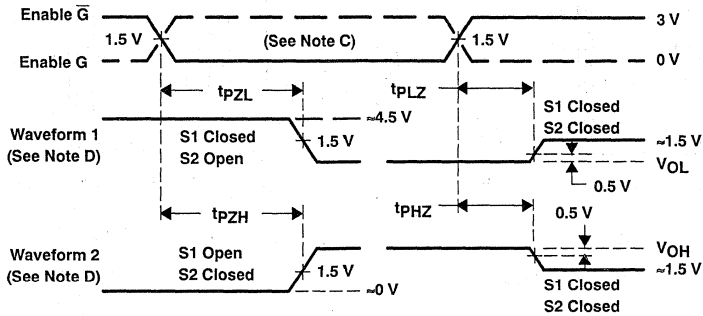 Enable G̅
3 V
1.5 V
(See Note C)
1.5 V
Enable G
0 V
tPZL
tPLZ
S1 Closed
S2 Closed
≈4.5 V
Waveform 1
(See Note D)
S1 Closed
S2 Open
1.5 V
≈1.5 V
VOL
0.5 V
tPZH
tPHZ
0.5 V
Waveform 2
(See Note D)
S1 Open
S2 Closed
1.5 V
VOH
≈1.5 V
≈0 V
S1 Closed
S2 Closed